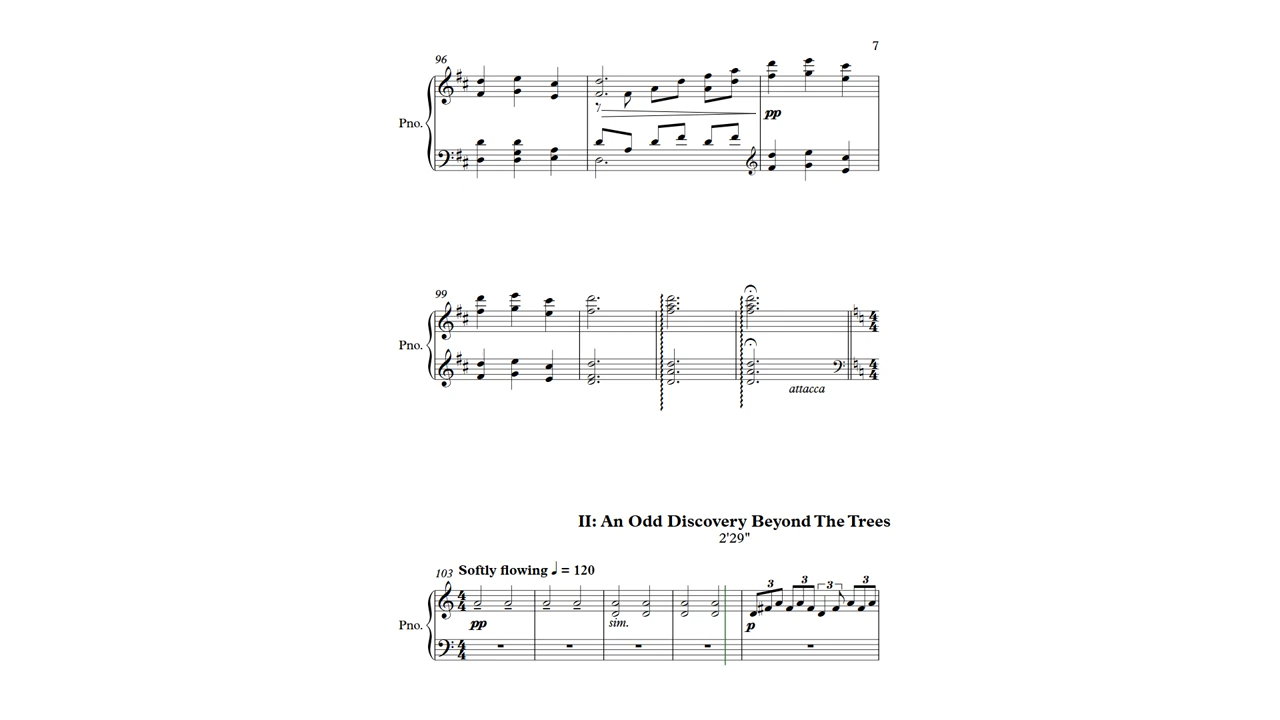 7
96
Pno.
pp
99
Pno.
attacca
II: An Odd Discovery Beyond The Trees
2'29"
103 Softly flowing ♩ = 120
3 3 3 3
Pno.
pp sim. p